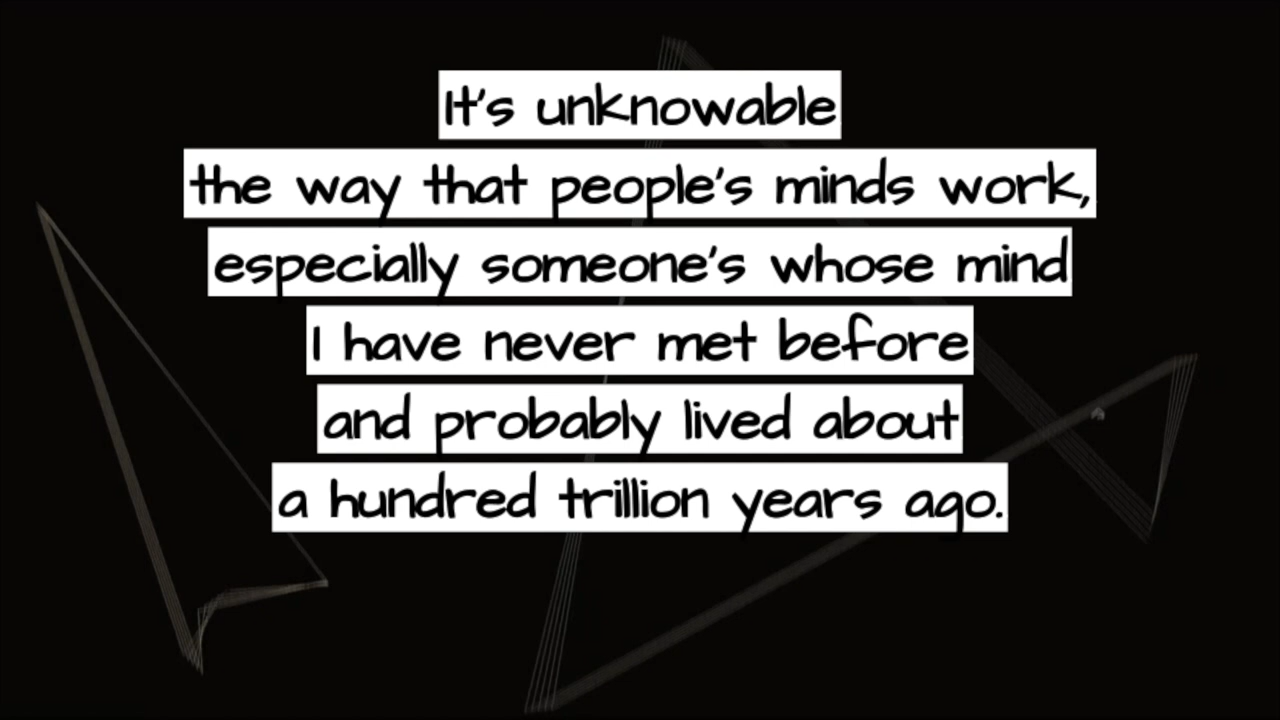 It's unknowable
the way that people's minds work,
especially someone's whose mind
I have never met before
and probably lived about
a hundred trillion years ago.